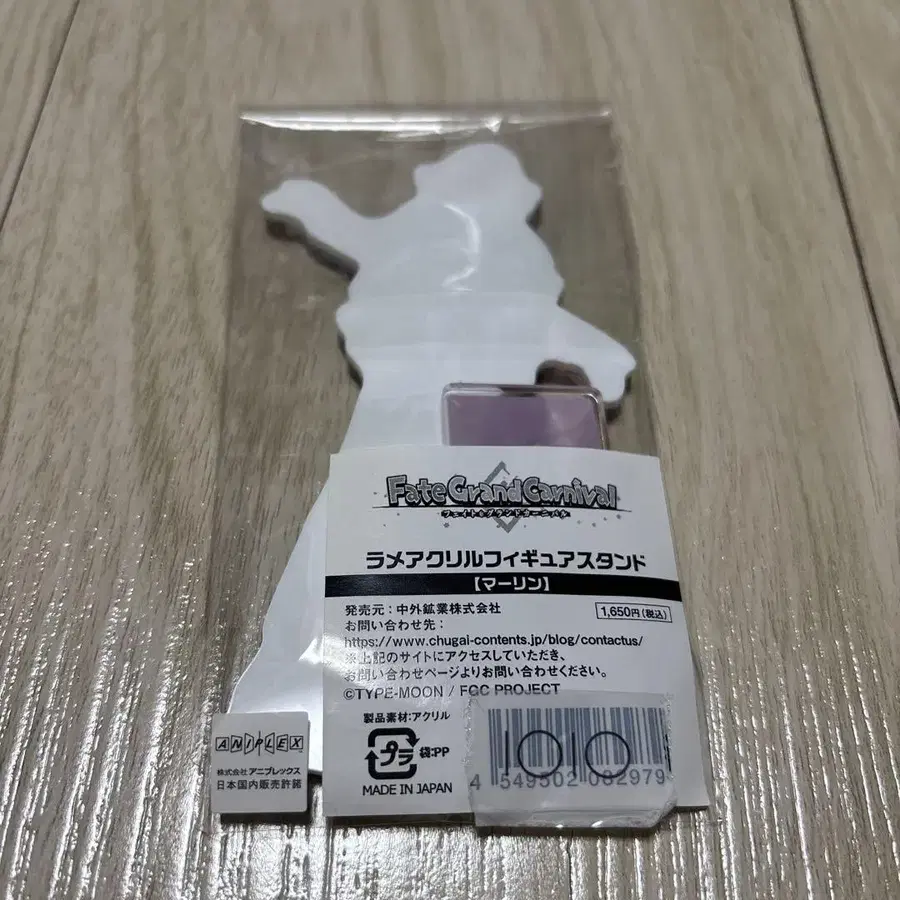 Fate Grand Carnival
フェイト/グランドカーニバル
ラメアクリルフィギュアスタンド
【マーリン】
発売元:中外鉱業株式会社
1,650円(税込)
お問い合わせ先:
https://www.chugai-contents.jp/blog/contactus/
※上記のサイトにアクセスしていただき、
お問い合わせページよりお問い合わせください。
©TYPE-MOON / FGC PROJECT
製品素材:アクリル
プラ 袋:PP
MADE IN JAPAN
1010
4 549502 082979
ANIPLEX
株式会社アニプレックス
日本国内販売許諾